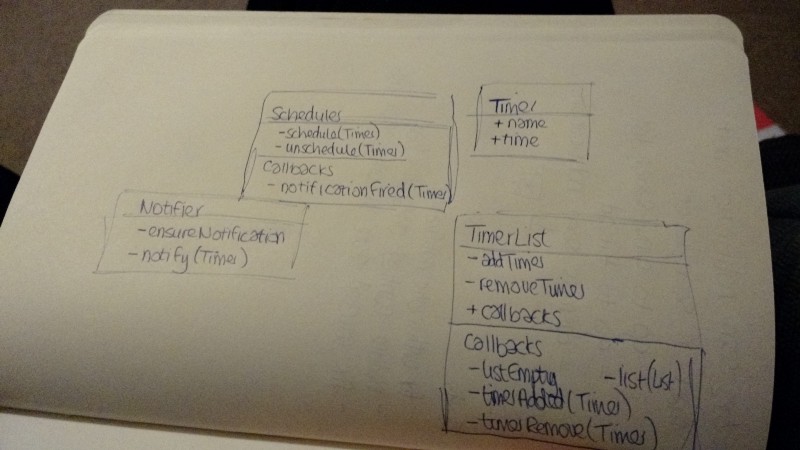 Scheduler
-schedule(Timer)
-unschedule(Timer)
Callbacks
-notificationFired(Timer)
Timer
+ name
+ time
Notifier
-ensureNotification
-notify(Timer)
TimerList
-addTimer
-removeTimer
+ callbacks
Callbacks
-listEmpty -list(List)
-timerAdded(Timer)
-timerRemove(Timer)